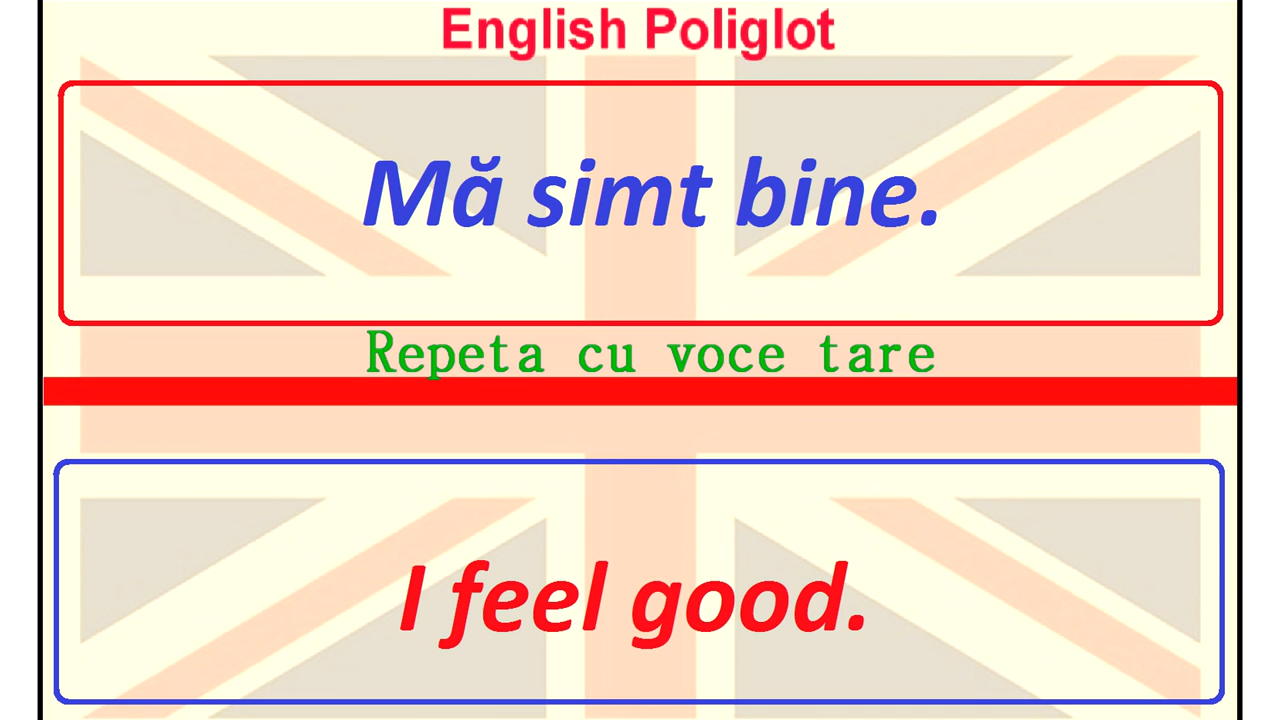 English Poliglot
Mă simt bine.
Repeta cu voce tare
I feel good.